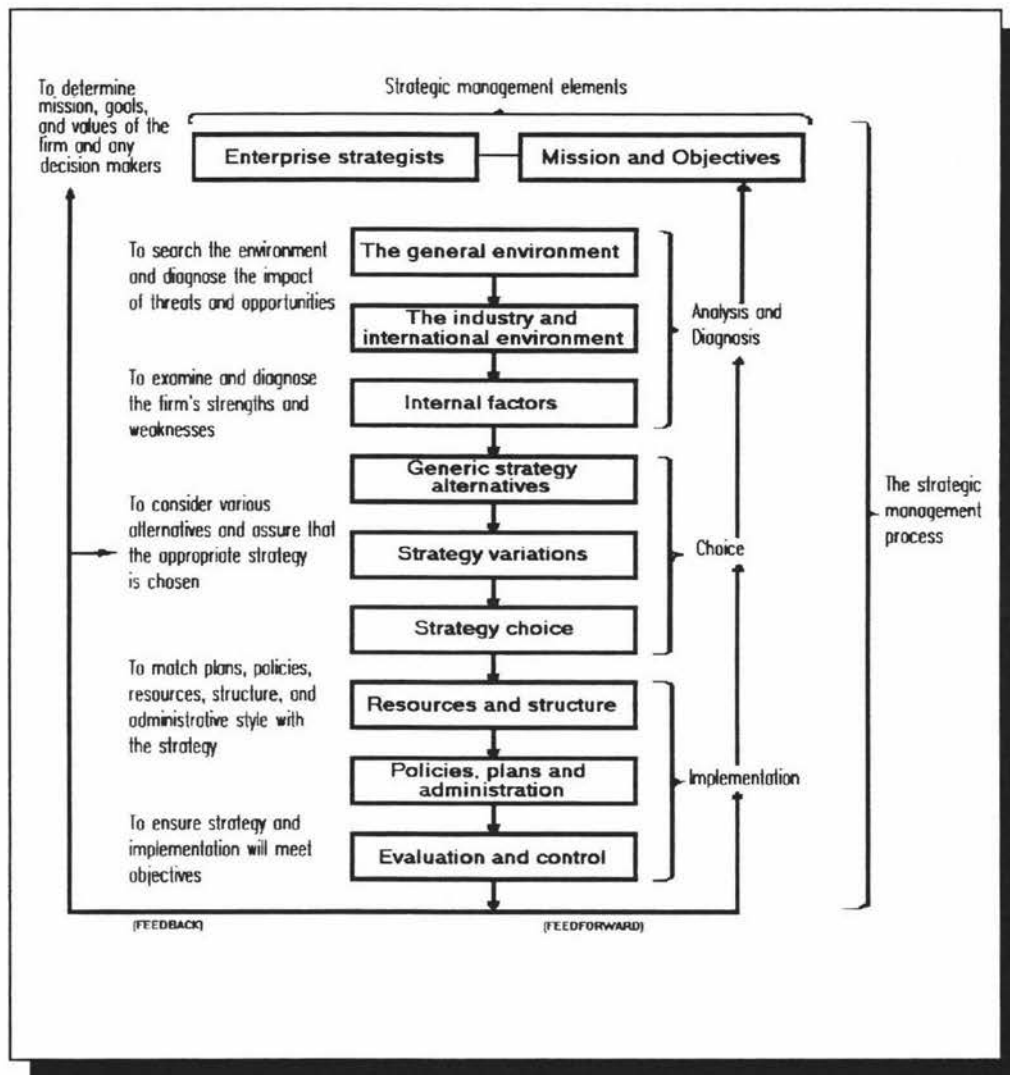 To determine
mission, goals,
and values of the
firm and any
decision makers
Strategic management elements
Enterprise strategists
Mission and Objectives
To search the environment
and diagnose the impact
of threats and opportunities
The general environment
The industry and
international environment
Analysis and
Diagnosis
To examine and diagnose
the firm's strengths and
weaknesses
Internal factors
Generic strategy
alternatives
To consider various
alternatives and assure that
the appropriate strategy
is chosen
Strategy variations
Choice
The strategic
management
process
Strategy choice
To match plans, policies,
resources, structure, and
administrative style with
the strategy
Resources and structure
Policies, plans and
administration
Implementation
To ensure strategy and
implementation will meet
objectives
Evaluation and control
(FEEDBACK)
(FEEDFORWARD)